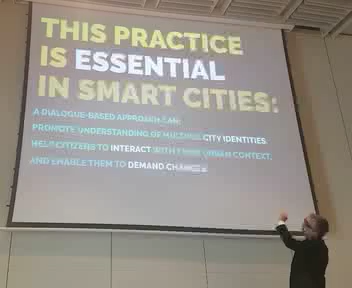 THIS PRACTICE
IS ESSENTIAL
IN SMART CITIES:
A DIALOGUE-BASED APPROACH CAN:
PROMOTE UNDERSTANDING OF MULTIPLE CITY IDENTITIES,
HELP CITIZENS TO INTERACT WITH THEIR URBAN CONTEXT,
AND ENABLE THEM TO DEMAND CHANGE